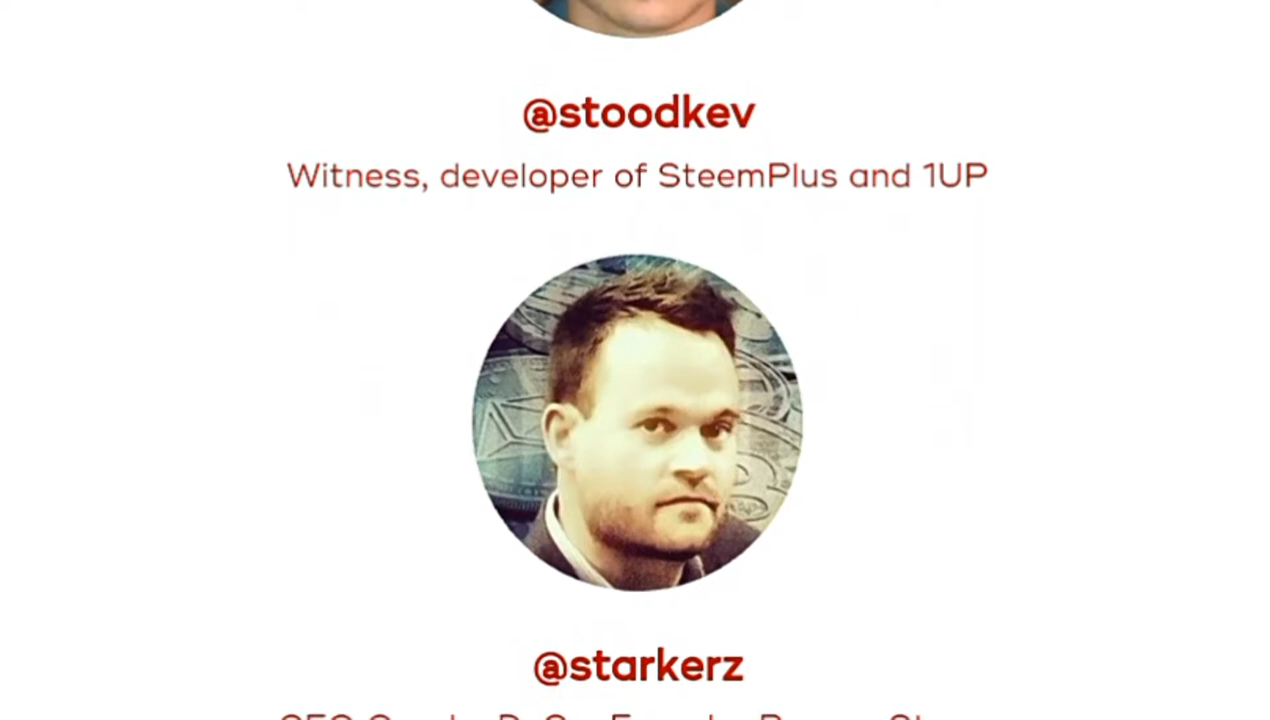 @stoodkev
Witness, developer of SteemPlus and 1UP
@starkerz